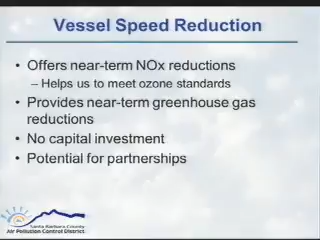 Vessel Speed Reduction
• Offers near-term NOx reductions
– Helps us to meet ozone standards
• Provides near-term greenhouse gas
reductions
• No capital investment
• Potential for partnerships
Santa Barbara County
Air Pollution Control District